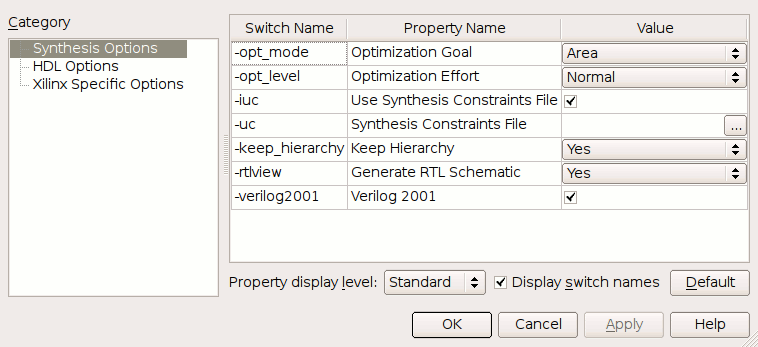 Category
Synthesis Options
HDL Options
Xilinx Specific Options
Switch Name Property Name Value
-opt_mode Optimization Goal Area
-opt_level Optimization Effort Normal
-iuc Use Synthesis Constraints File
-uc Synthesis Constraints File ...
-keep_hierarchy Keep Hierarchy Yes
-rtlview Generate RTL Schematic Yes
-verilog2001 Verilog 2001
Property display level: Standard Display switch names Default
OK Cancel Apply Help